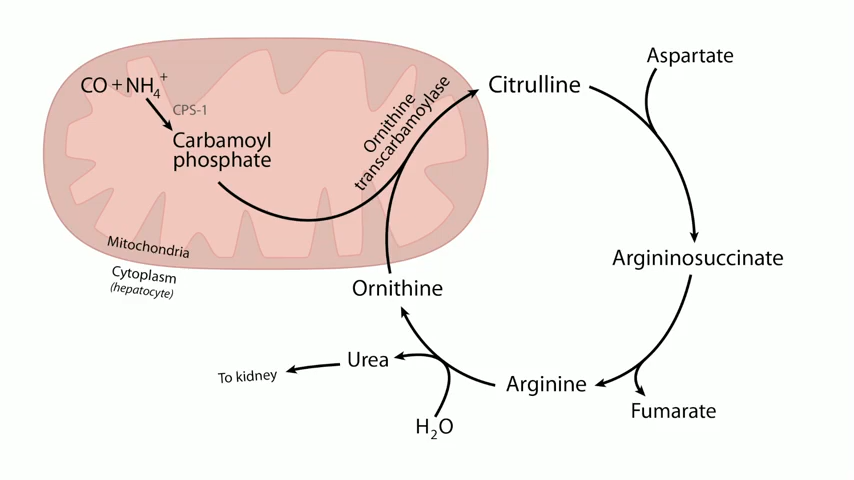 CO + NH4+
CPS-1
Carbamoyl
phosphate
Ornithine
transcarbamoylase
Citrulline
Aspartate
Mitochondria
Cytoplasm
(hepatocyte)
Ornithine
Argininosuccinate
Urea
To kidney
Arginine
Fumarate
H2O